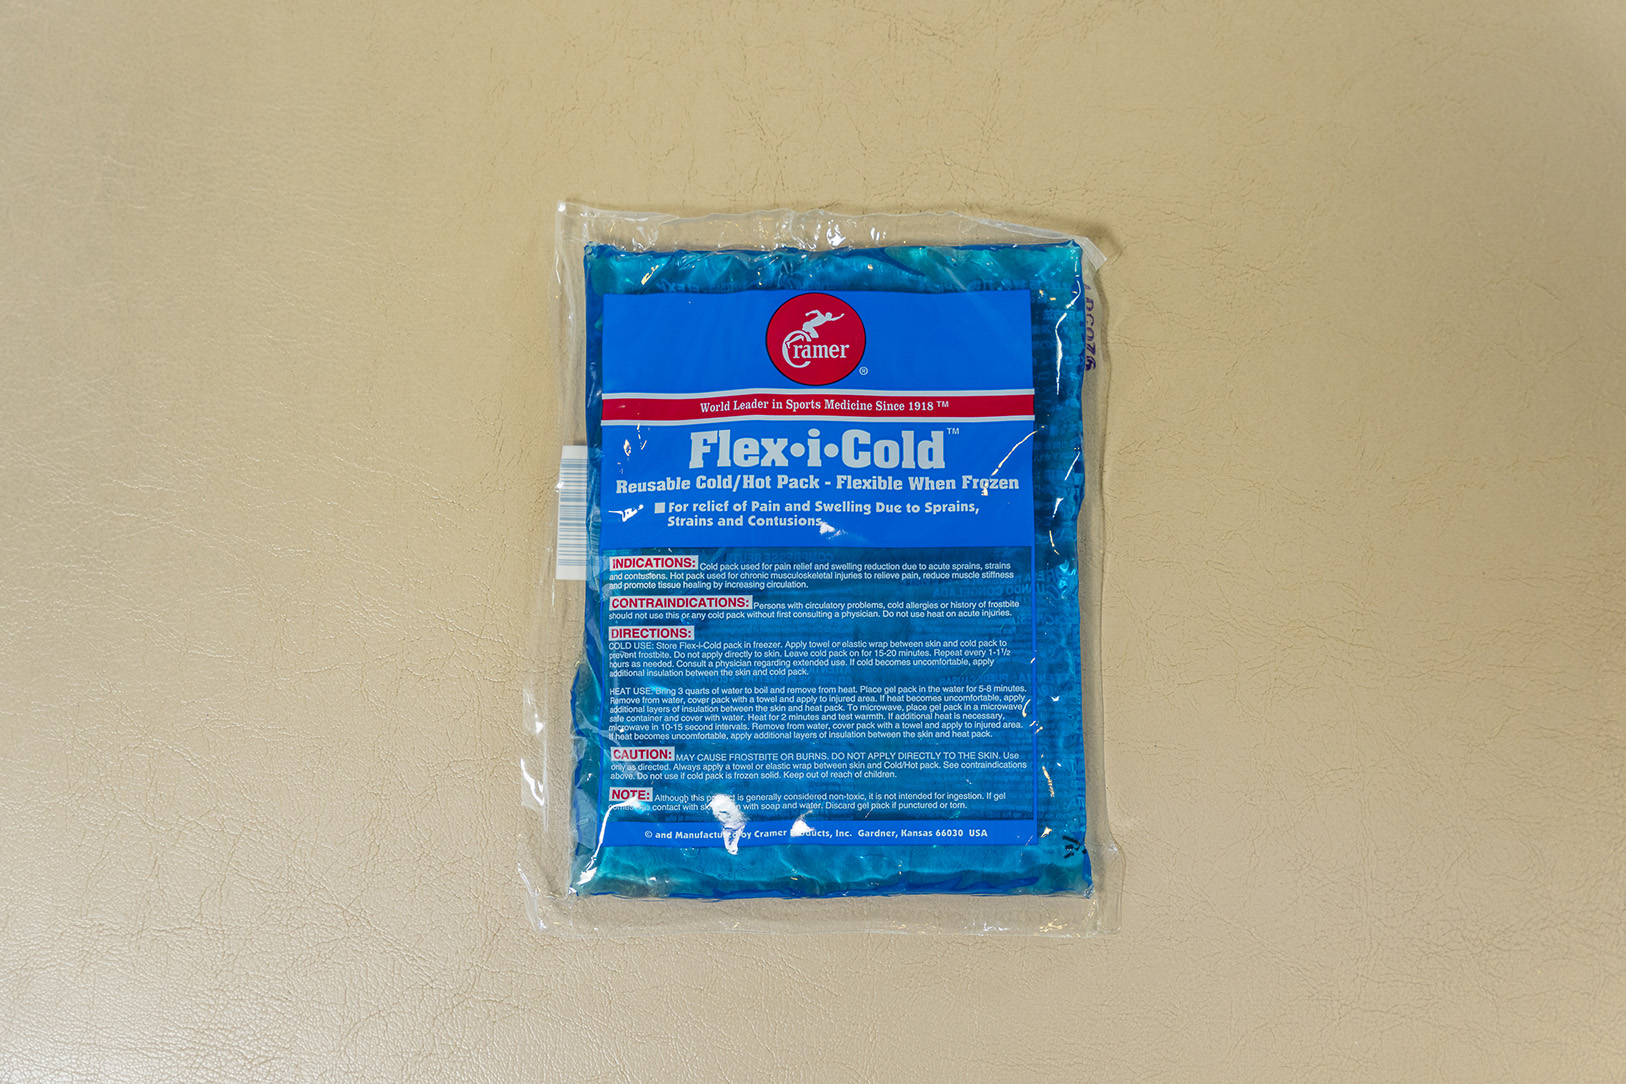 Cramer
®
World Leader in Sports Medicine Since 1918™
Flex•i•Cold™
Reusable Cold/Hot Pack - Flexible When Frozen
For relief of Pain and Swelling Due to Sprains,
Strains and Contusions.
INDICATIONS: Cold pack used for pain relief and swelling reduction due to acute sprains, strains
and contusions. Hot pack used for chronic musculoskeletal injuries to relieve pain, reduce muscle stiffness
and promote tissue healing by increasing circulation.
CONTRAINDICATIONS: Persons with circulatory problems, cold allergies or history of frostbite
should not use this or any cold pack without first consulting a physician. Do not use heat on acute injuries.
DIRECTIONS:
COLD USE: Store Flex-i-Cold pack in freezer. Apply towel or elastic wrap between skin and cold pack to
prevent frostbite. Do not apply directly to skin. Leave cold pack on for 15-20 minutes. Repeat every 1-1½
hours as needed. Consult a physician regarding extended use. If cold becomes uncomfortable, apply
additional insulation between the skin and cold pack.
HEAT USE: Bring 3 quarts of water to boil and remove from heat. Place gel pack in the water for 5-8 minutes.
Remove from water, cover pack with a towel and apply to injured area. If heat becomes uncomfortable, apply
additional layers of insulation between the skin and heat pack. To microwave, place gel pack in a microwave
safe container and cover with water. Heat for 2 minutes and test warmth. If additional heat is necessary,
microwave in 10-15 second intervals. Remove from water, cover pack with a towel and apply to injured area.
If heat becomes uncomfortable, apply additional layers of insulation between the skin and heat pack.
CAUTION: MAY CAUSE FROSTBITE OR BURNS. DO NOT APPLY DIRECTLY TO THE SKIN. Use
only as directed. Always apply a towel or elastic wrap between skin and Cold/Hot pack. See contraindications
above. Do not use if cold pack is frozen solid. Keep out of reach of children.
NOTE: Although this product is generally considered non-toxic, it is not intended for ingestion. If gel
contact with with soap and water. Discard gel pack if punctured or torn.
© and Manufactured by Cramer Products, Inc. Gardner, Kansas 66030 USA